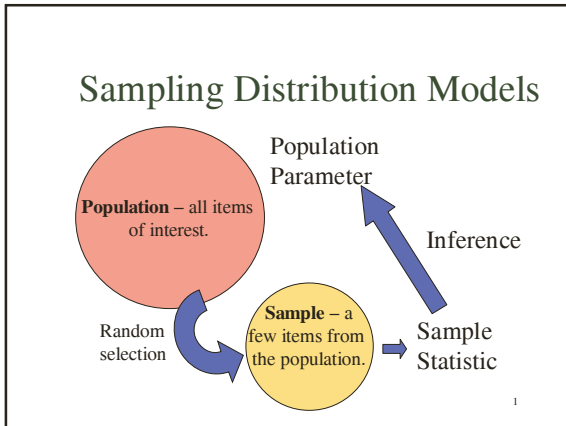 Sampling Distribution Models
Population
Parameter
Population – all items
of interest.
Inference
Random
selection
Sample – a
few items from
the population.
Sample
Statistic
1